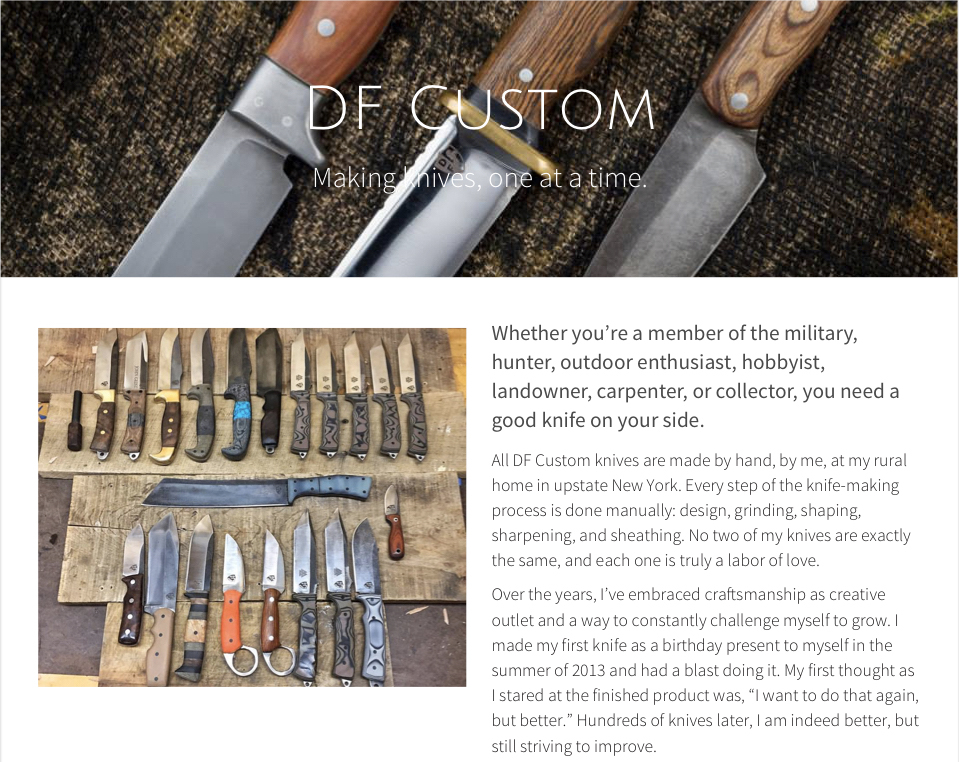 DF Custom
Making knives, one at a time.
Whether you’re a member of the military,
hunter, outdoor enthusiast, hobbyist,
landowner, carpenter, or collector, you need a
good knife on your side.
All DF Custom knives are made by hand, by me, at my rural
home in upstate New York. Every step of the knife-making
process is done manually: design, grinding, shaping,
sharpening, and sheathing. No two of my knives are exactly
the same, and each one is truly a labor of love.
Over the years, I’ve embraced craftsmanship as creative
outlet and a way to constantly challenge myself to grow. I
made my first knife as a birthday present to myself in the
summer of 2013 and had a blast doing it. My first thought as
I stared at the finished product was, “I want to do that again,
but better.” Hundreds of knives later, I am indeed better, but
still striving to improve.